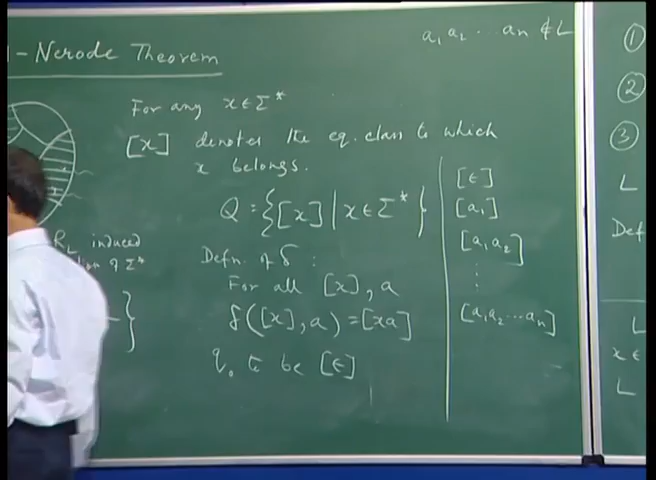 - Nerode Theorem
a₁a₂ ... aₙ ∉ L
For any x ∈ Σ*
[x] denotes the eq. class to which
x belongs.
Q = {[x] | x ∈ Σ*}
R_L induced
of Σ*
}
Defn. of δ :
For all [x], a
δ([x], a) = [xa]
q₀ to be [ε]
[ε]
[a₁]
[a₁a₂]
⋮
[a₁a₂...aₙ]
①
②
③
L
Def
L
x ∈
L